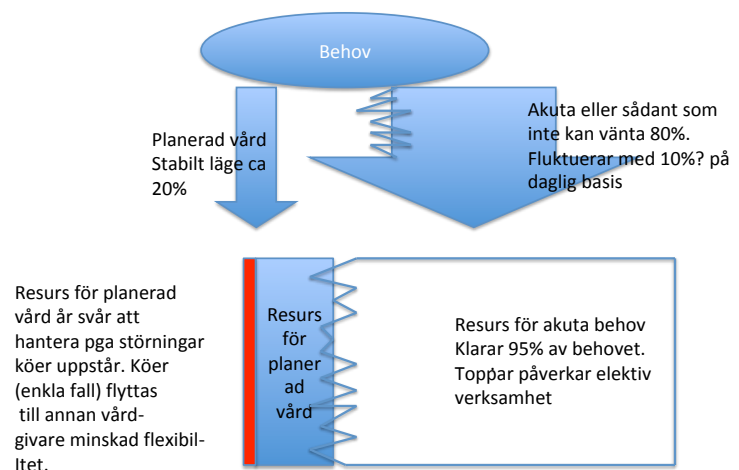 Behov
Planerad vård
Stabilt läge ca
20%
Akuta eller sådant som
inte kan vänta 80%.
Fluktuerar med 10%? på
daglig basis
Resurs för planerad
vård år svår att
hantera pga störningar
köer uppstår. Köer
(enkla fall) flyttas
till annan vård-
givare minskad flexibil-
Itet.
Resurs
för
planer
ad
vård
Resurs för akuta behov
Klarar 95% av behovet.
Toppar påverkar elektiv
verksamhet